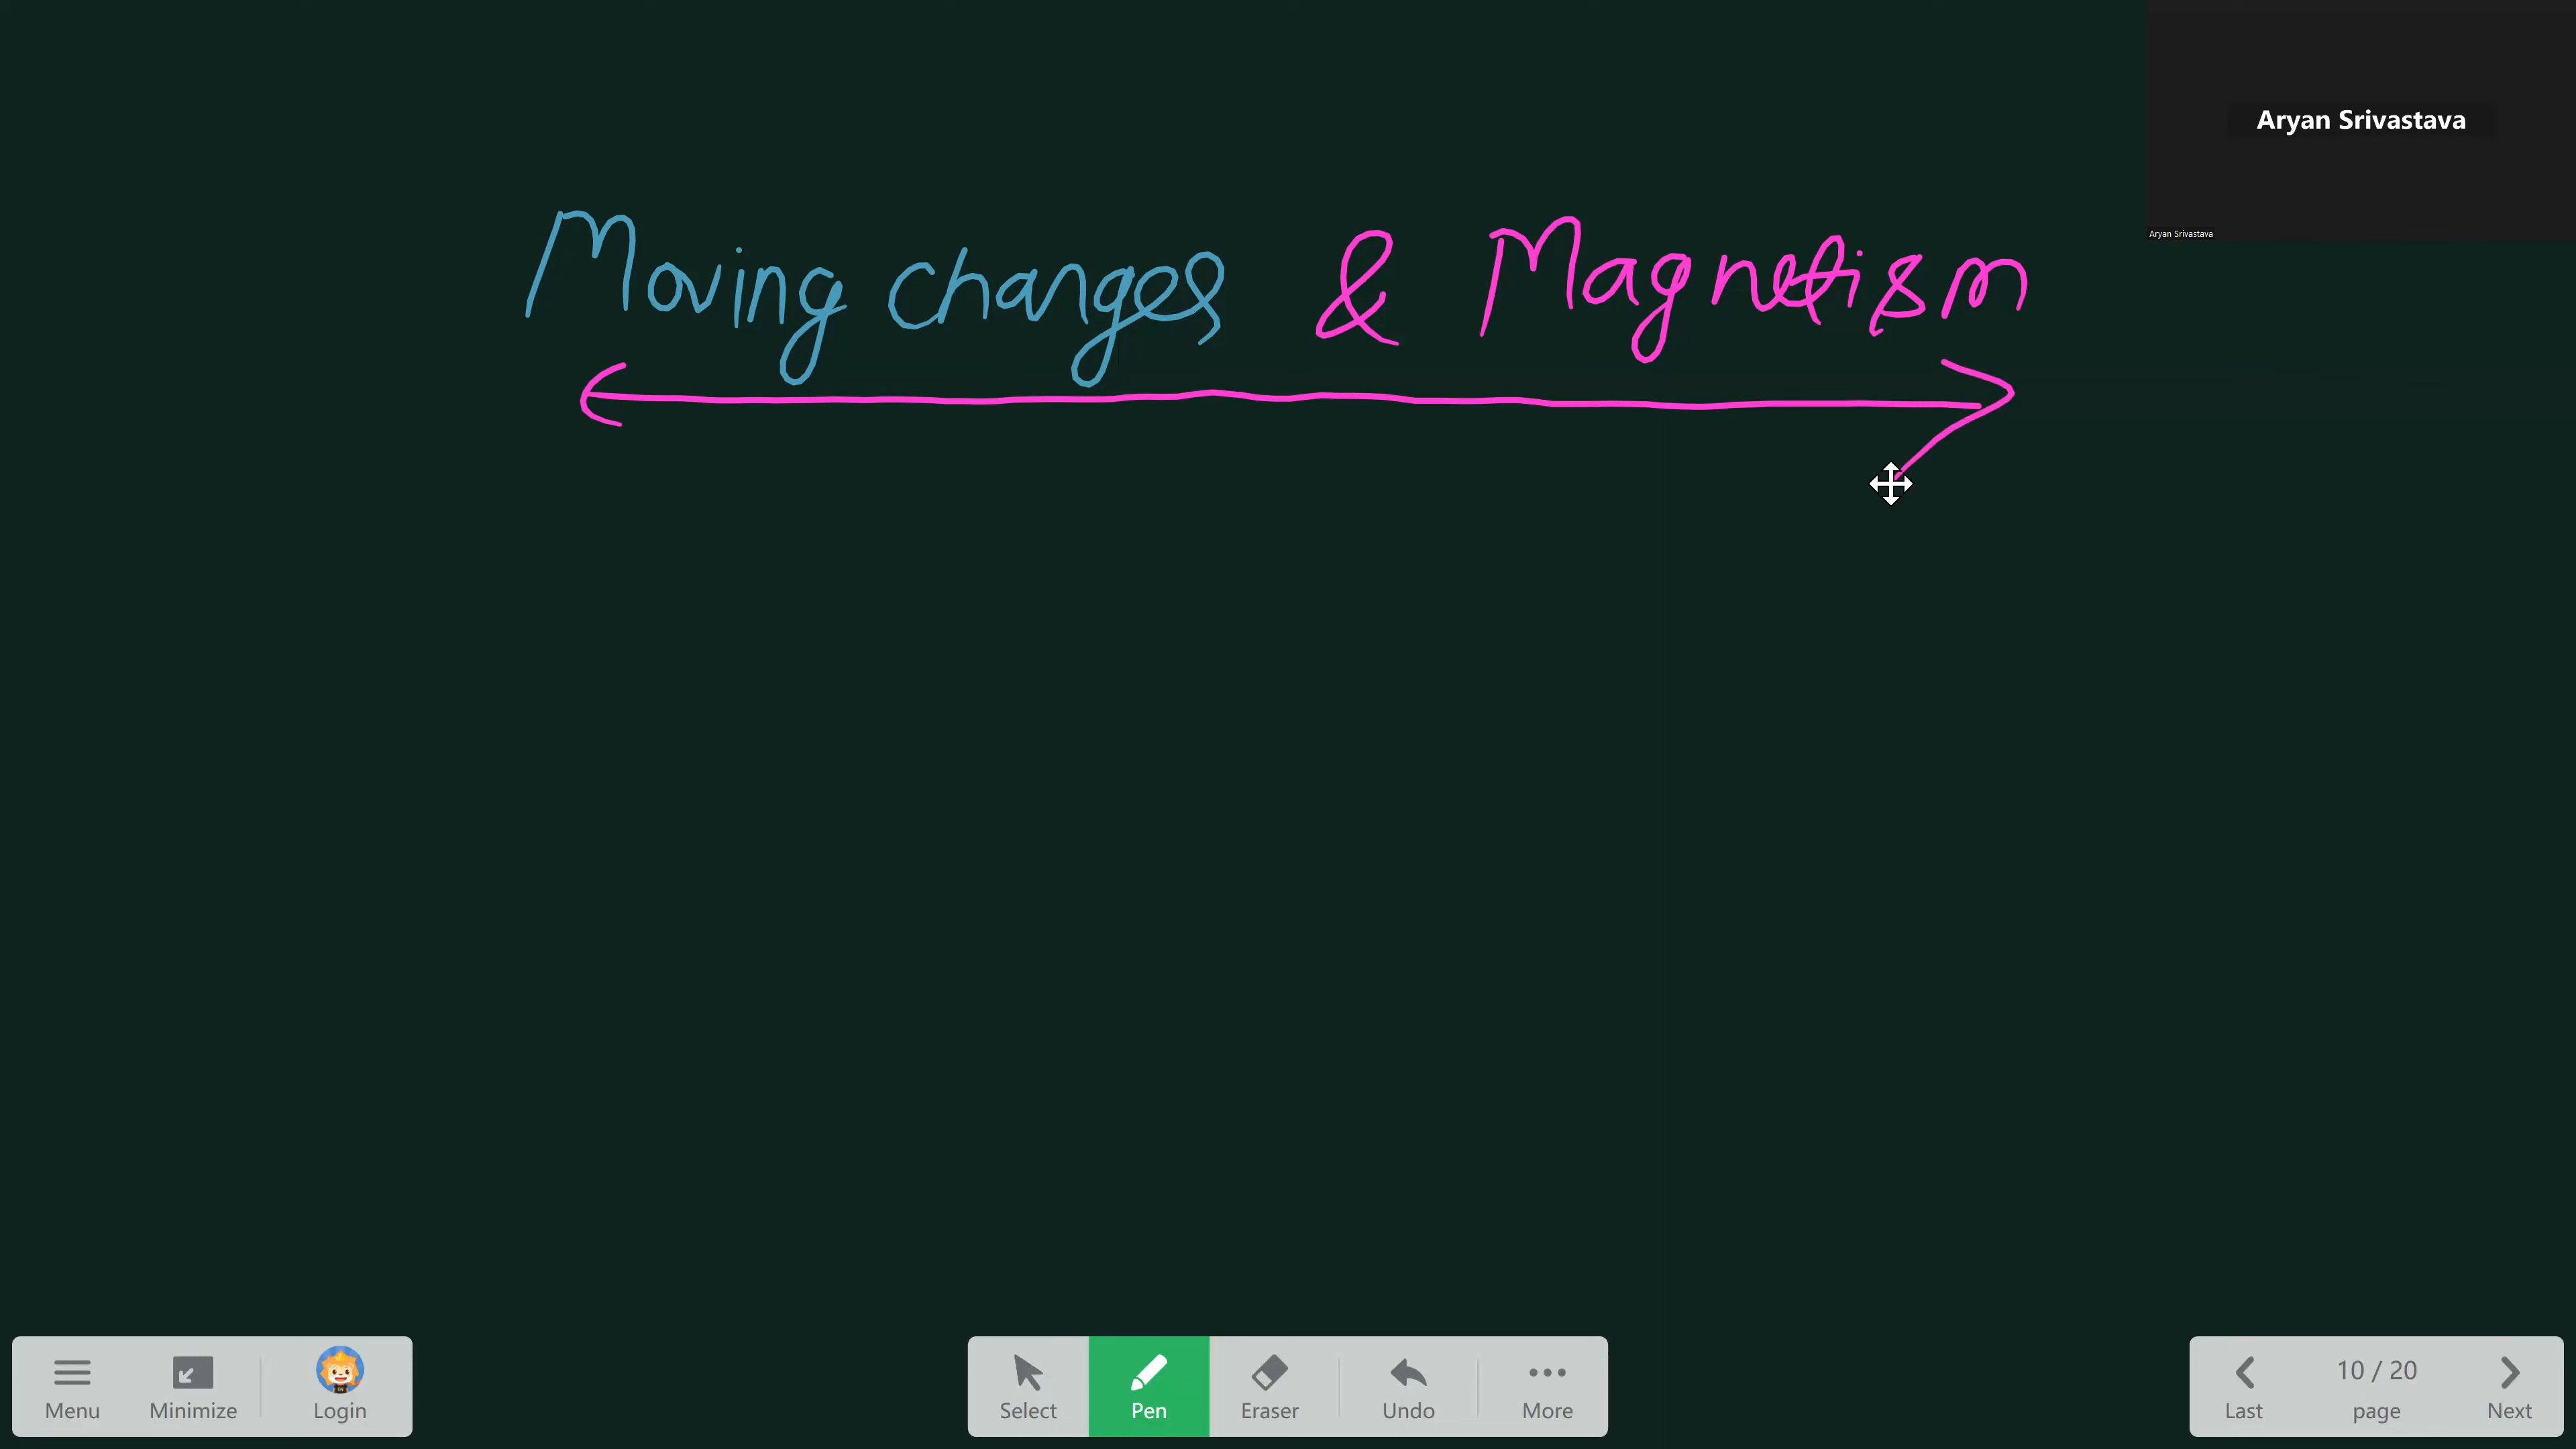 Aryan Srivastava
Aryan Srivastava
Moving changes & Magnetism
Menu Minimize Login Select Pen Eraser Undo More Last 10 / 20 page Next